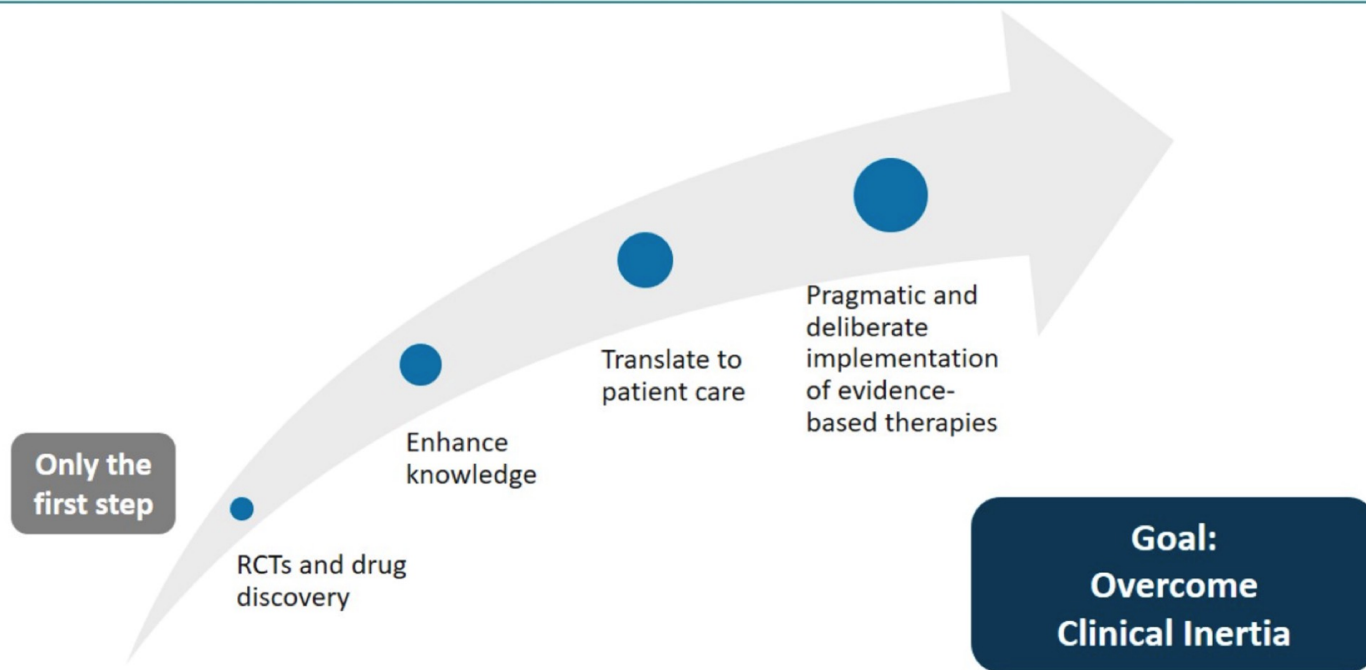 Only the
first step
RCTs and drug
discovery
Enhance
knowledge
Translate to
patient care
Pragmatic and
deliberate
implementation
of evidence-
based therapies
Goal:
Overcome
Clinical Inertia